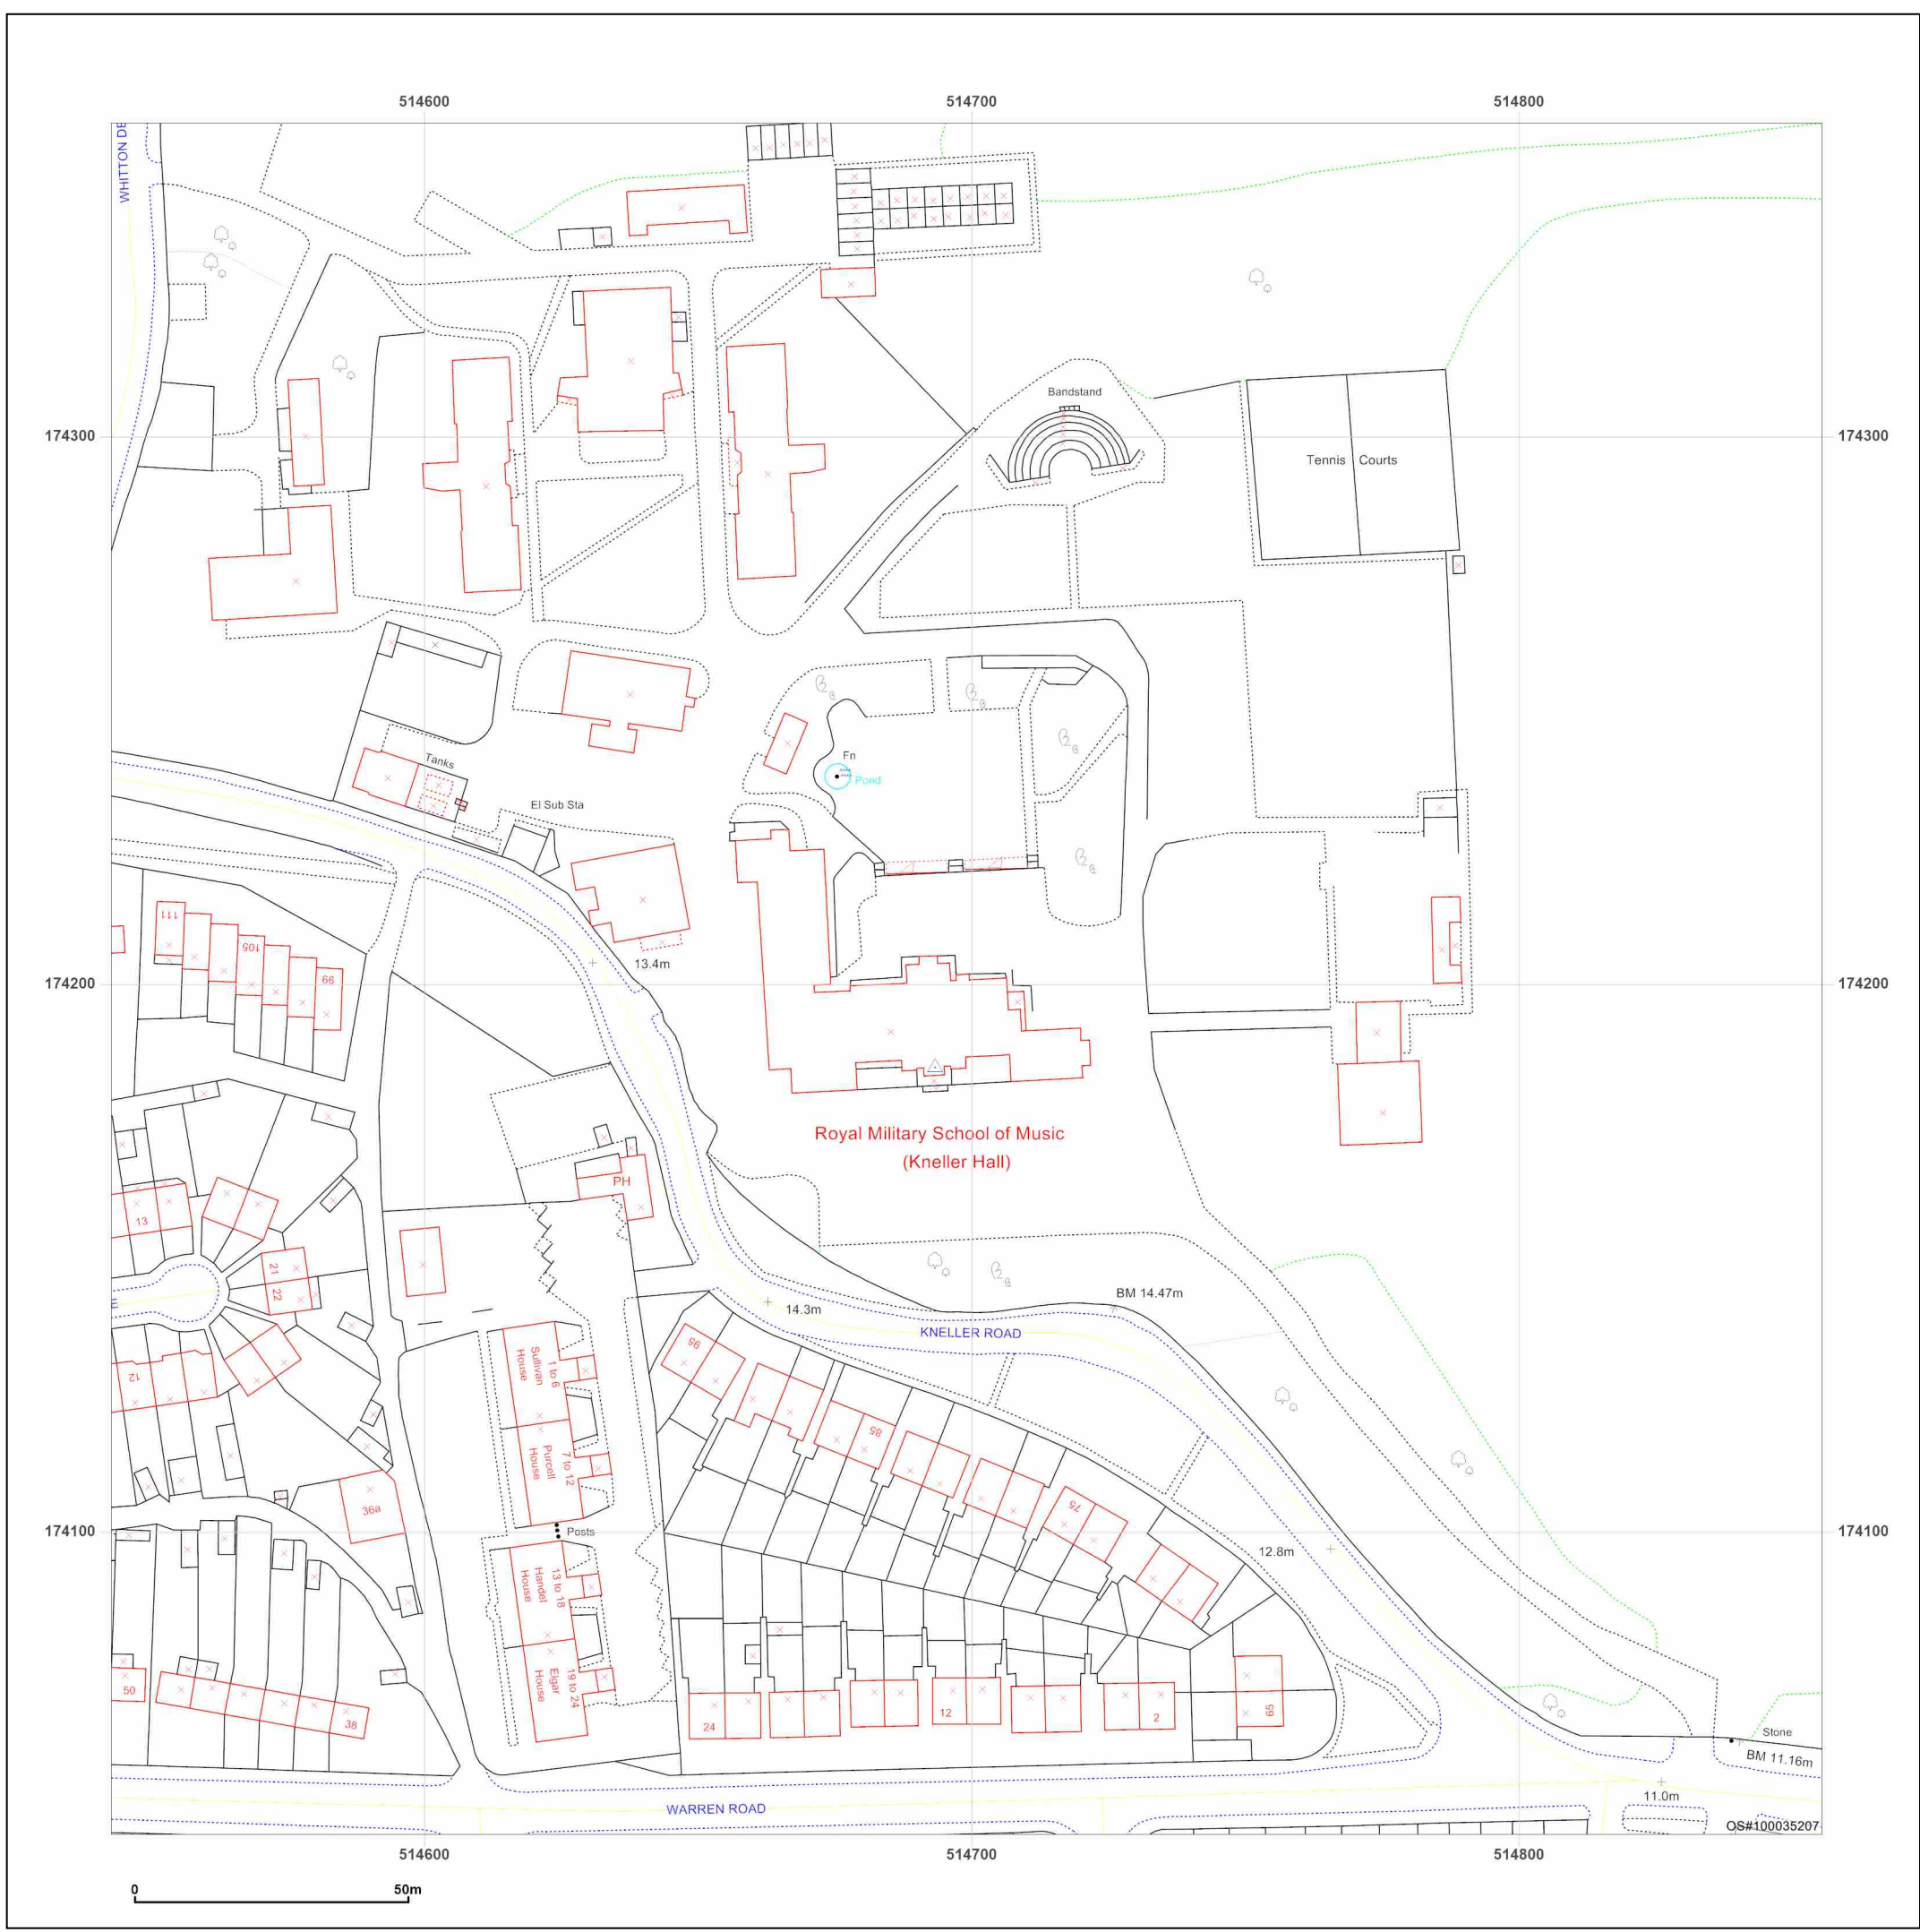 514600 514700 514800
WHITTON DE
Bandstand
174300 174300
Tennis Courts
Fn
Pond
Tanks
El Sub Sta
111
105
99
13.4m
174200 174200
Royal Military School of Music
(Kneller Hall)
PH
13
21
22
BM 14.47m
14.3m
KNELLER ROAD
1 to 6
Sullivan
House
95
12
85
7 to 12
Purcell
House
75
36a
174100 Posts 174100
12.8m
13 to 18
Handel
House
19 to 24
Elgar
House
50
38
24
12
2
69
Stone
BM 11.16m
11.0m
WARREN ROAD
OS#100035207
514600 514700 514800
0 50m